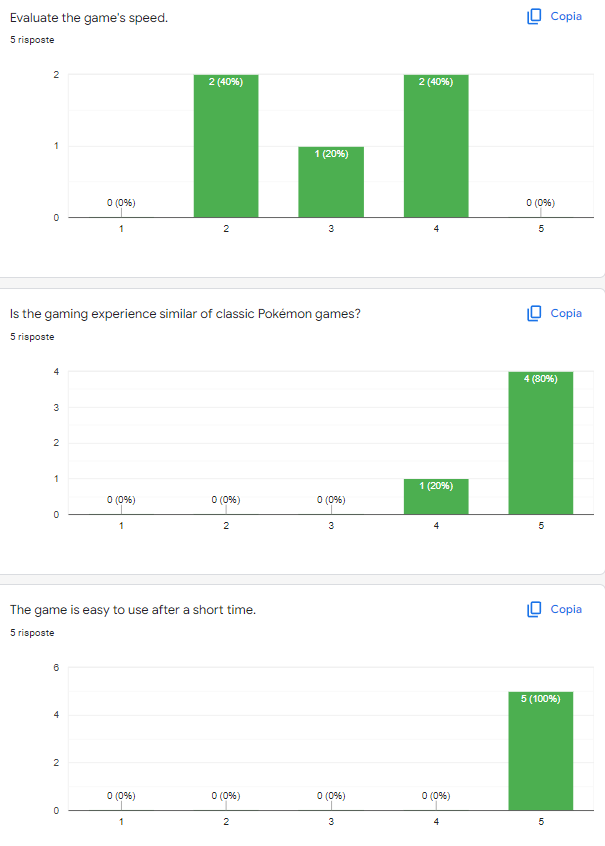 Evaluate the game's speed.
Copia
5 risposte
2
2 (40%)
2 (40%)
1
1 (20%)
0 (0%)
0 (0%)
0
1 2 3 4 5
Is the gaming experience similar of classic Pokémon games?
Copia
5 risposte
4
4 (80%)
3
2
1
1 (20%)
0 (0%) 0 (0%) 0 (0%)
0
1 2 3 4 5
The game is easy to use after a short time.
Copia
5 risposte
6
5 (100%)
4
2
0 (0%) 0 (0%) 0 (0%) 0 (0%)
0
1 2 3 4 5